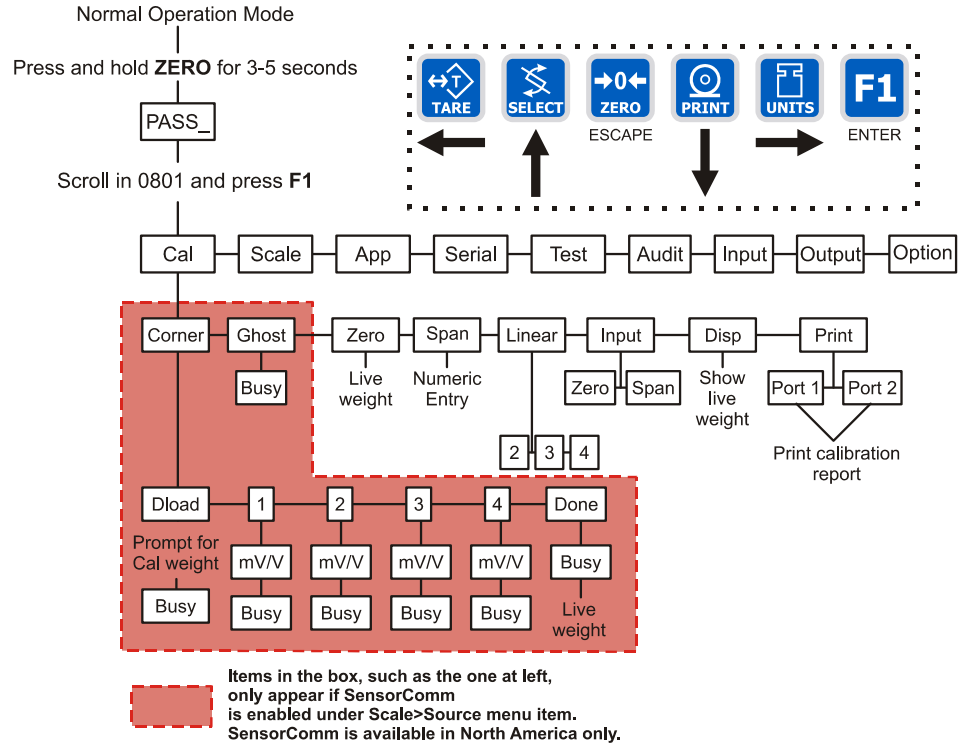 Normal Operation Mode
Press and hold ZERO for 3-5 seconds
PASS_
Scroll in 0801 and press F1
T
TARE
SELECT
0
ZERO
PRINT
UNITS
F1
ESCAPE
ENTER
Cal
Scale
App
Serial
Test
Audit
Input
Output
Option
Corner
Ghost
Zero
Span
Linear
Input
Disp
Print
Busy
Live
weight
Numeric
Entry
Zero
Span
Show
live
weight
Port 1
Port 2
2
3
4
Print calibration
report
Dload
1
2
3
4
Done
Prompt for
Cal weight
mV/V
mV/V
mV/V
mV/V
Busy
Busy
Busy
Busy
Busy
Busy
Live
weight
Items in the box, such as the one at left,
only appear if SensorComm
is enabled under Scale>Source menu item.
SensorComm is available in North America only.